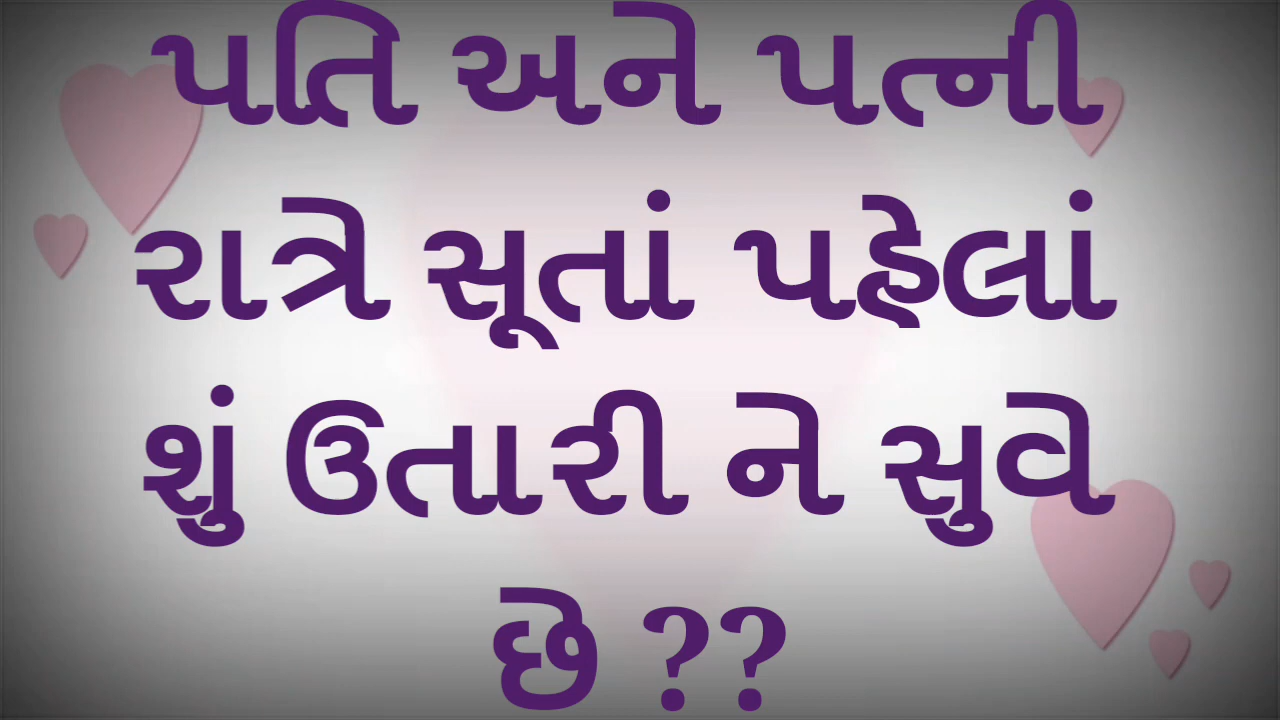 પતિ અને પત્ની
રાત્રે સૂતાં પહેલાં
શું ઉતારી ને સુવે
છે ??